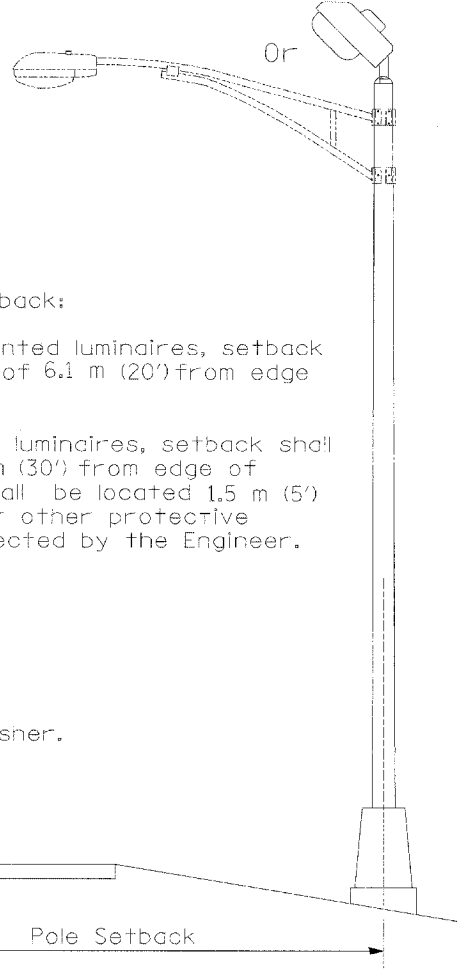 Or
back:
nted luminaires, setback
of 6.1 m (20') from edge
luminaires, setback shall
n (30') from edge of
all be located 1.5 m (5')
r other protective
ected by the Engineer.
sher.
Pole Setback